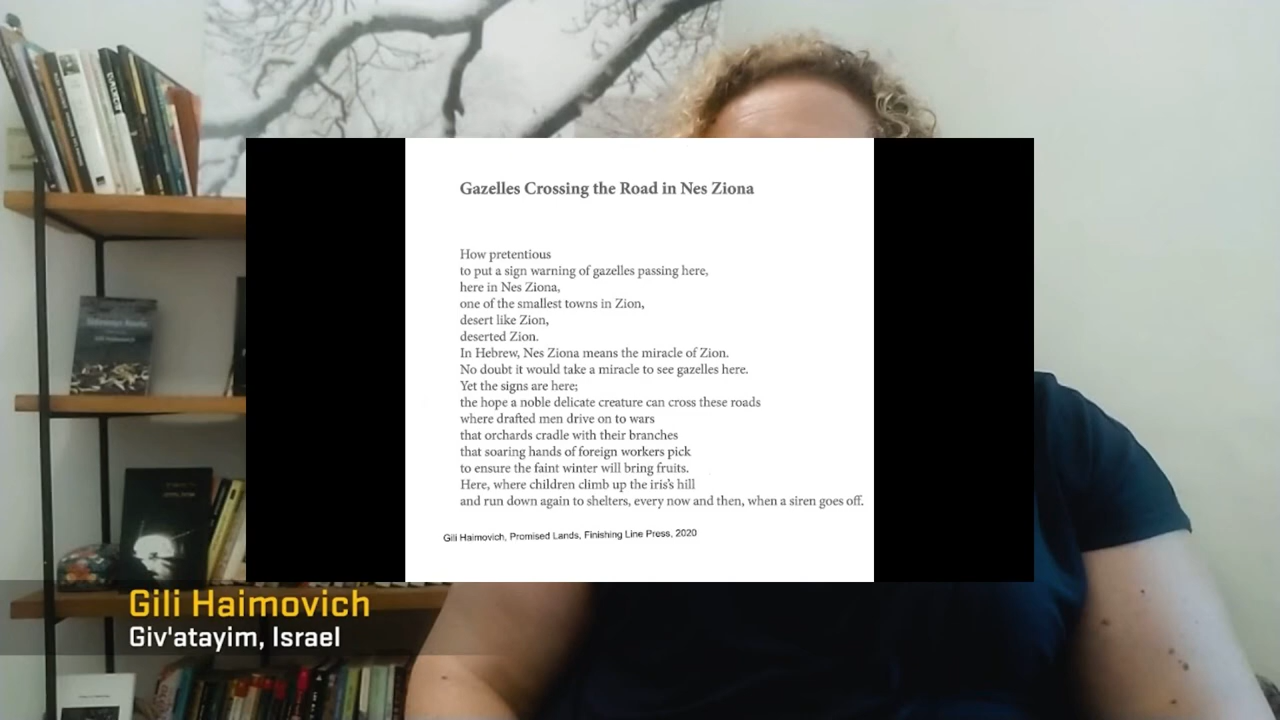 Gazelles Crossing the Road in Nes Ziona
How pretentious
to put a sign warning of gazelles passing here,
here in Nes Ziona,
one of the smallest towns in Zion,
desert like Zion,
deserted Zion.
In Hebrew, Nes Ziona means the miracle of Zion.
No doubt it would take a miracle to see gazelles here.
Yet the signs are here;
the hope a noble delicate creature can cross these roads
where drafted men drive on to wars
that orchards cradle with their branches
that soaring hands of foreign workers pick
to ensure the faint winter will bring fruits.
Here, where children climb up the iris's hill
and run down again to shelters, every now and then, when a siren goes off.
Gili Haimovich, Promised Lands, Finishing Line Press, 2020
Gili Haimovich
Giv'atayim, Israel